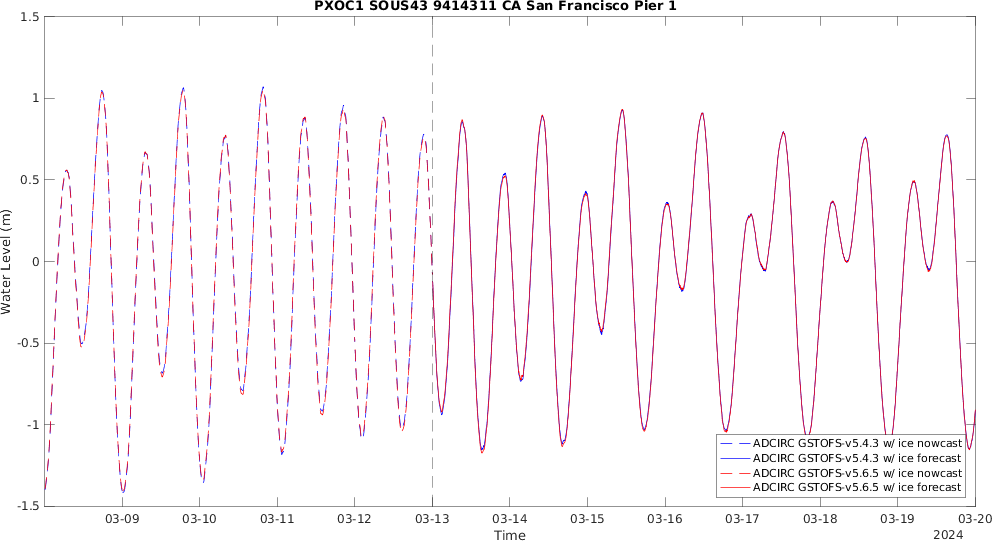 PXOC1 SOUS43 9414311 CA San Francisco Pier 1
1.5
1
0.5
0
-0.5
-1
-1.5
Water Level (m)
03-09 03-10 03-11 03-12 03-13 03-14 03-15 03-16 03-17 03-18 03-19 03-20
Time
2024
ADCIRC GSTOFS-v5.4.3 w/ ice nowcast
ADCIRC GSTOFS-v5.4.3 w/ ice forecast
ADCIRC GSTOFS-v5.6.5 w/ ice nowcast
ADCIRC GSTOFS-v5.6.5 w/ ice forecast